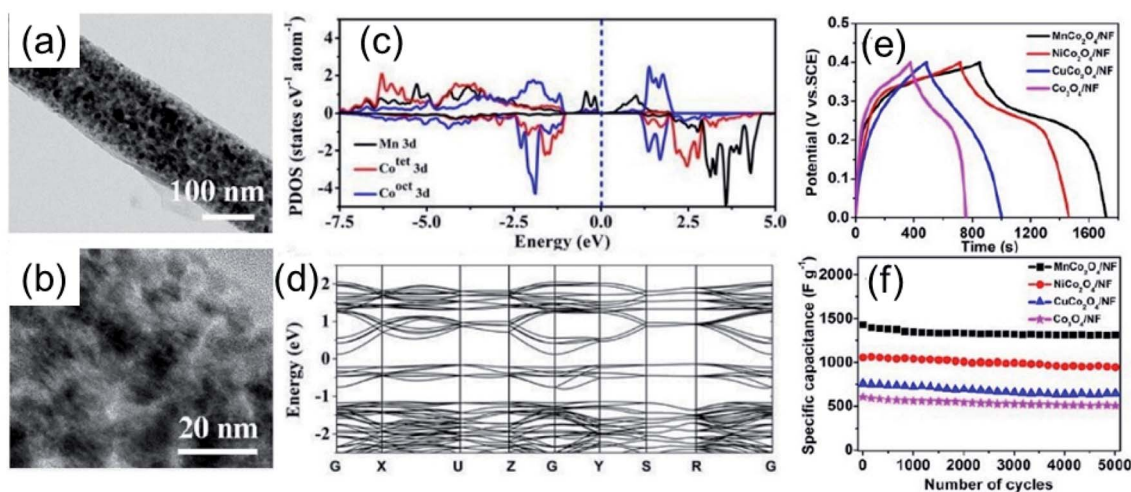 (a)
100 nm
(b)
20 nm
(c)
PDOS (states eV⁻¹ atom⁻¹)
4
2
0
-2
-4
Mn 3d
Co^tet 3d
Co^oct 3d
-7.5 -5.0 -2.5 0.0 2.5 5.0
Energy (eV)
(d)
Energy (eV)
2
1
0
-1
-2
G X U Z G Y S R G
(e)
Potential (V vs.SCE)
0.5
0.4
0.3
0.2
0.1
0.0
MnCo₂O₄/NF
NiCo₂O₄/NF
CuCo₂O₄/NF
Co₃O₄/NF
0 400 800 1200 1600
Time (s)
(f)
Specific capacitance (F g⁻¹)
2000
1500
1000
500
0
MnCo₂O₄/NF
NiCo₂O₄/NF
CuCo₂O₄/NF
Co₃O₄/NF
0 1000 2000 3000 4000 5000
Number of cycles